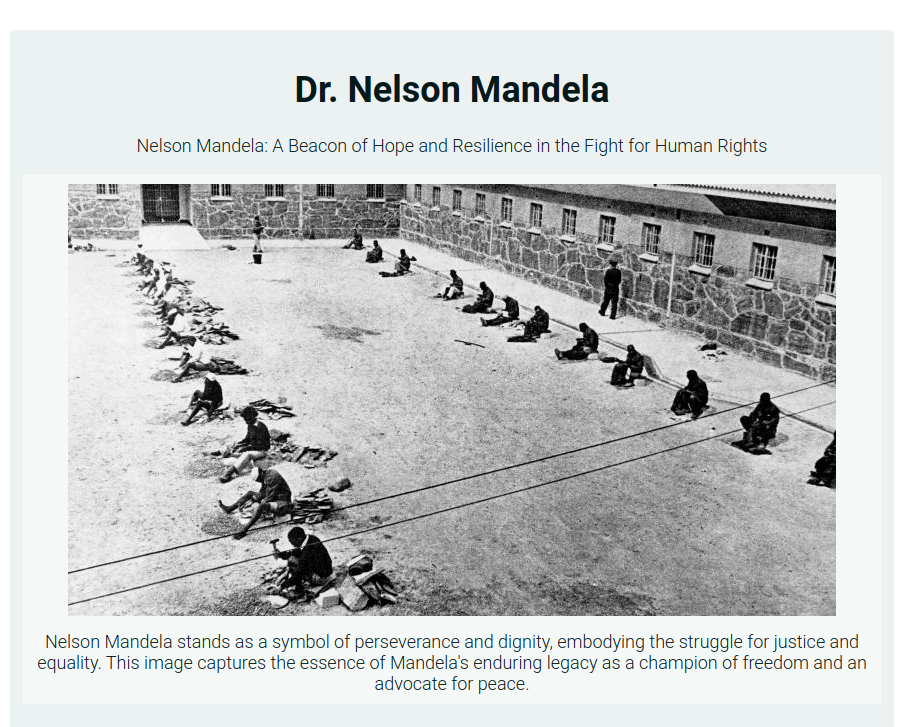 Dr. Nelson Mandela
Nelson Mandela: A Beacon of Hope and Resilience in the Fight for Human Rights
Nelson Mandela stands as a symbol of perseverance and dignity, embodying the struggle for justice and
equality. This image captures the essence of Mandela's enduring legacy as a champion of freedom and an
advocate for peace.